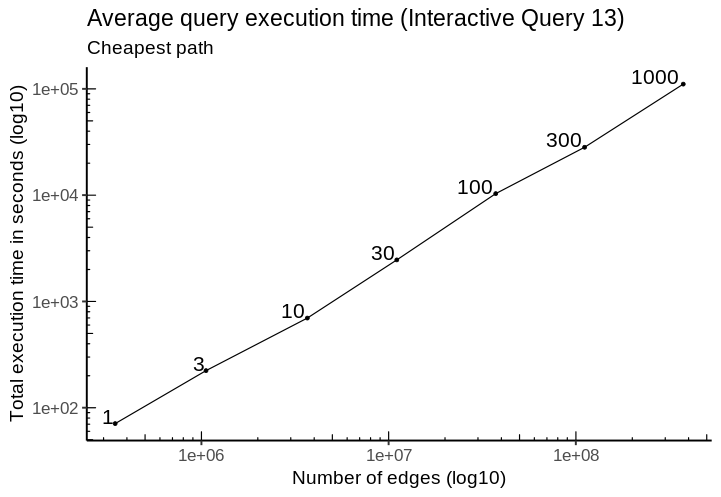 Average query execution time (Interactive Query 13)
Cheapest path
Total execution time in seconds (log10)
1e+05
1e+04
1e+03
1e+02
1000
300
100
30
10
3
1
1e+06
1e+07
1e+08
Number of edges (log10)